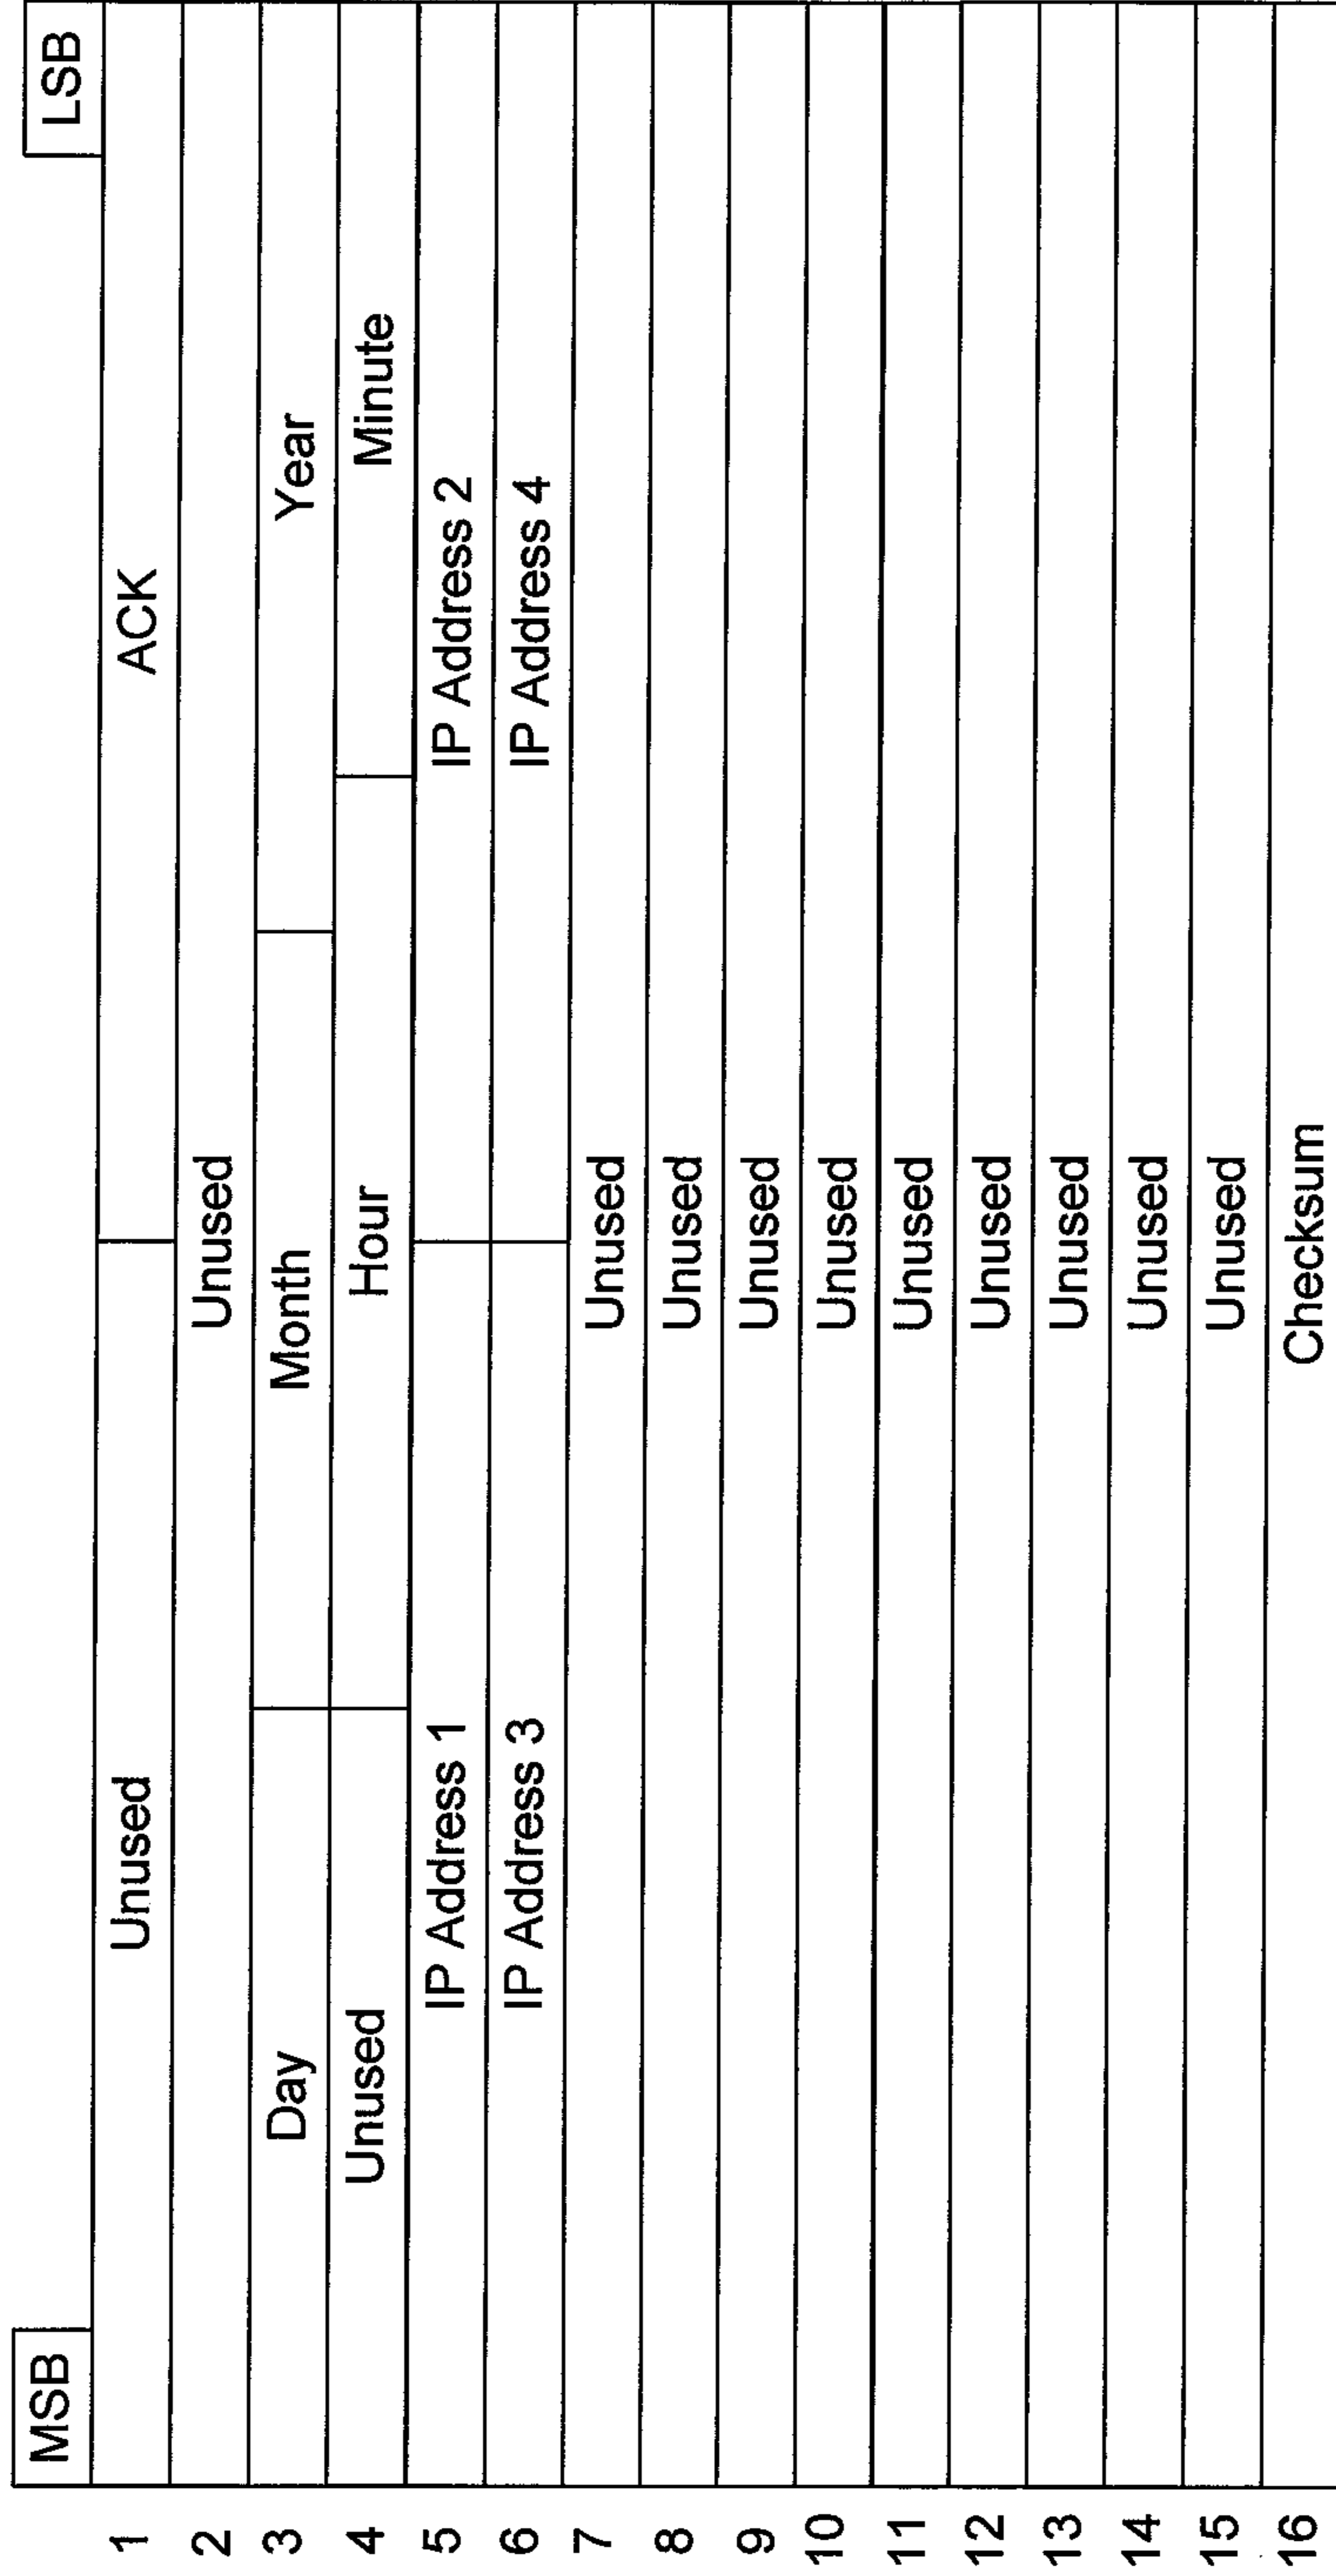 MSB LSB
1 Unused ACK
2 Unused
3 Day Month Year
4 Unused Hour Minute
5 IP Address 1 IP Address 2
6 IP Address 3 IP Address 4
7 Unused
8 Unused
9 Unused
10 Unused
11 Unused
12 Unused
13 Unused
14 Unused
15 Unused
16 Checksum